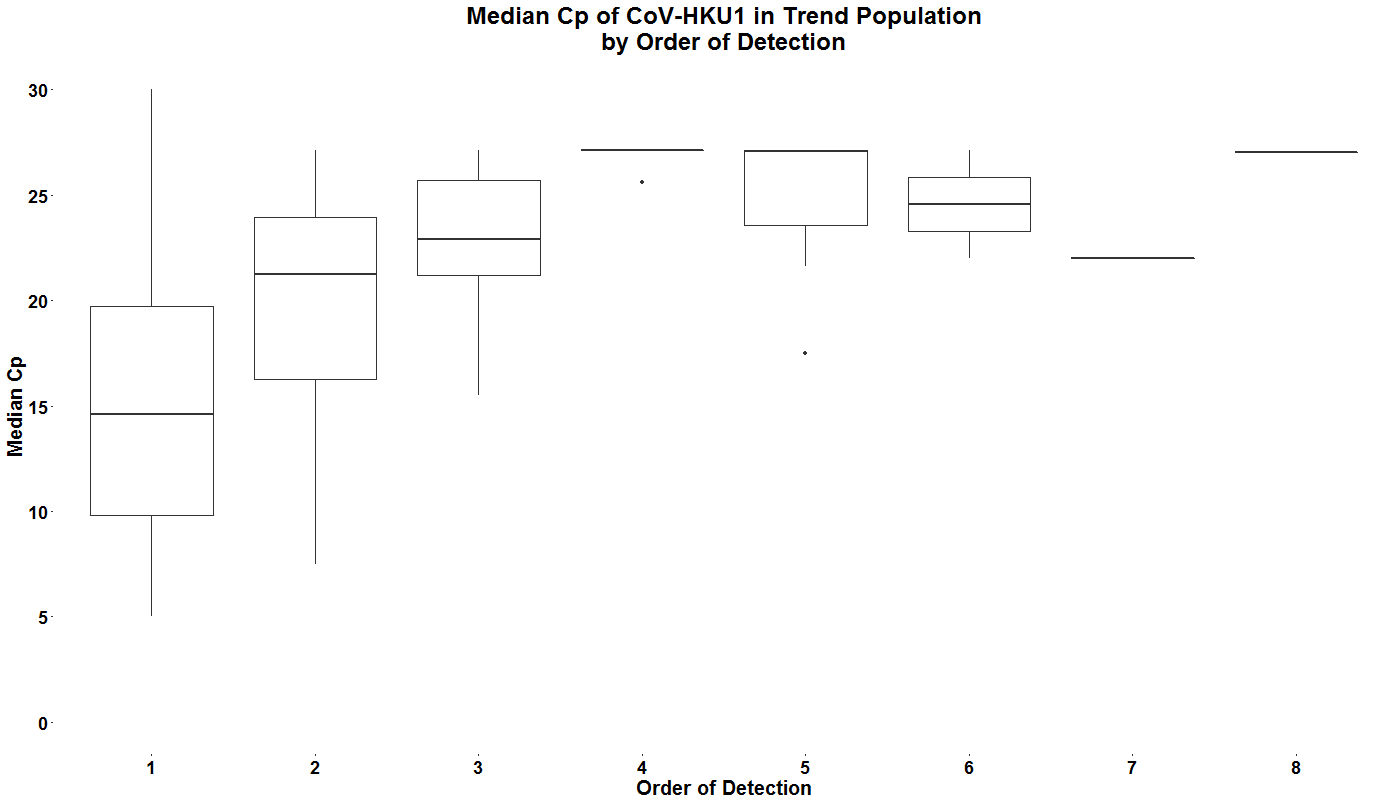 Median Cp of CoV-HKU1 in Trend Population
by Order of Detection
Median Cp
30
25
20
15
10
5
0
1 2 3 4 5 6 7 8
Order of Detection